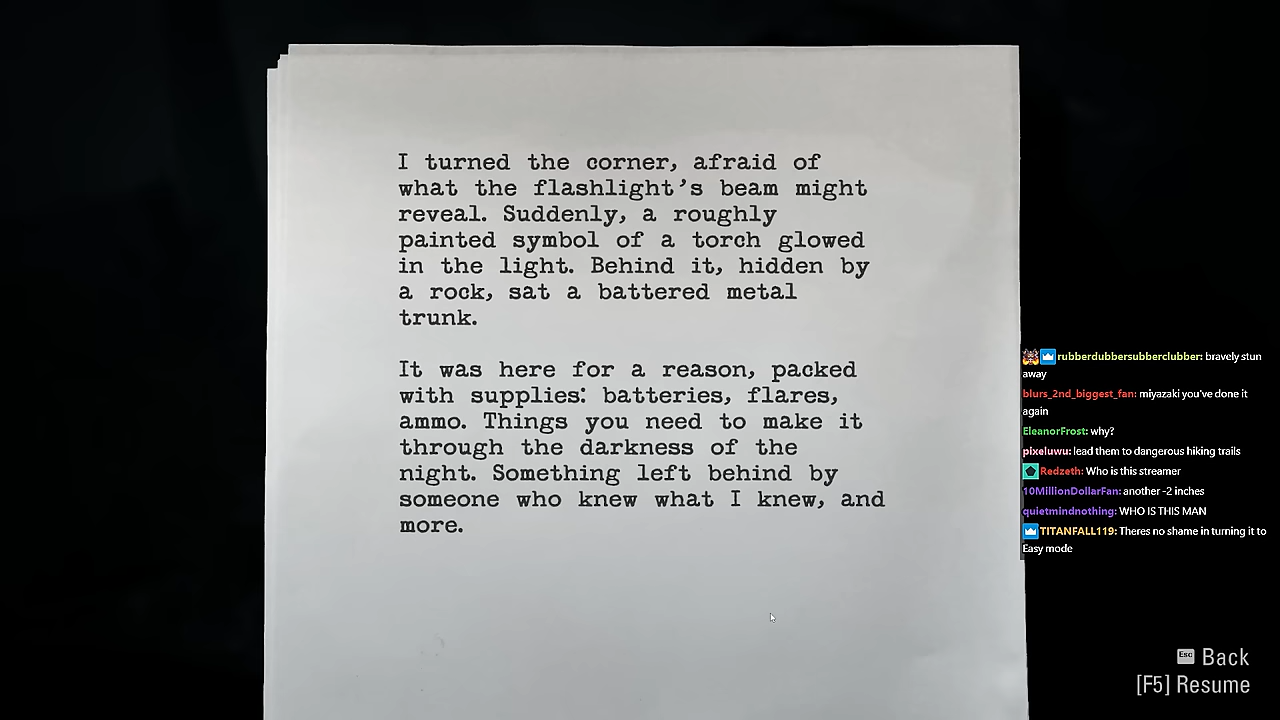 I turned the corner, afraid of
what the flashlight's beam might
reveal. Suddenly, a roughly
painted symbol of a torch glowed
in the light. Behind it, hidden by
a rock, sat a battered metal
trunk.
It was here for a reason, packed
with supplies: batteries, flares,
ammo. Things you need to make it
through the darkness of the
night. Something left behind by
someone who knew what I knew, and
more.
rubberdubbersubberclubber: bravely stun
away
blurs_2nd_biggest_fan: miyazaki you've done it
again
EleanorFrost: why?
pixeluwu: lead them to dangerous hiking trails
Redzeth: Who is this streamer
10MillionDollarFan: another -2 inches
quietmindnothing: WHO IS THIS MAN
TITANFALL119: Theres no shame in turning it to
Easy mode
Esc Back
[F5] Resume